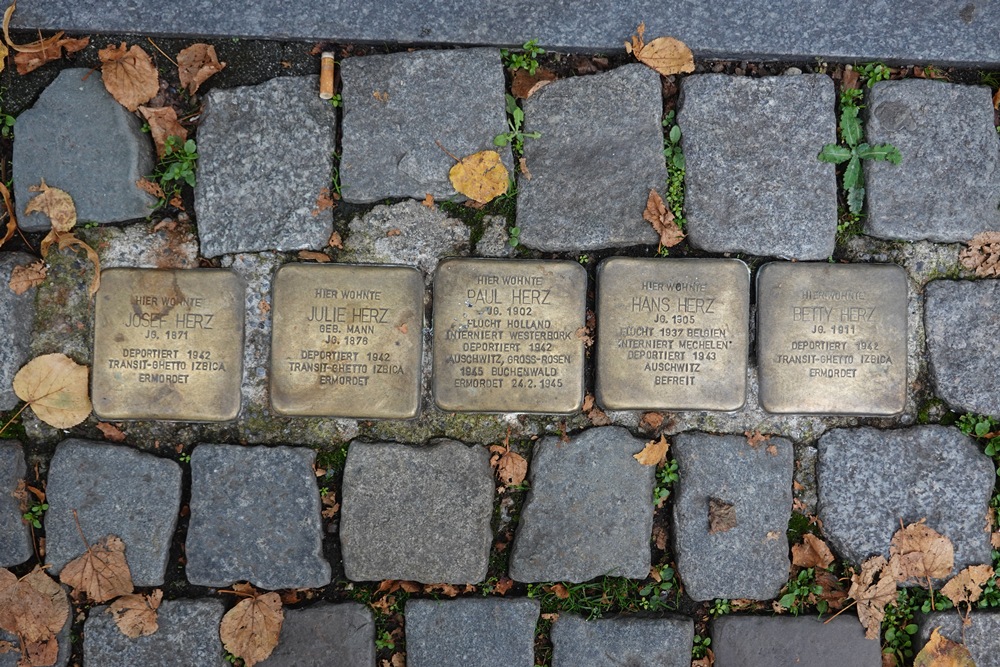 HIER WOHNTE
JOSEF HERZ
JG. 1871
DEPORTIERT 1942
TRANSIT-GHETTO IZBICA
ERMORDET
HIER WOHNTE
JULIE HERZ
GEB. MANN
JG. 1876
DEPORTIERT 1942
TRANSIT-GHETTO IZBICA
ERMORDET
HIER WOHNTE
PAUL HERZ
JG. 1902
FLUCHT HOLLAND
INTERNIERT WESTERBORK
DEPORTIERT 1942
AUSCHWITZ, GROSS-ROSEN
1945 BUCHENWALD
ERMORDET 24.2.1945
HIER WOHNTE
HANS HERZ
JG. 1905
FLUCHT 1937 BELGIEN
INTERNIERT MECHELEN
DEPORTIERT 1943
AUSCHWITZ
BEFREIT
HIER WOHNTE
BETTY HERZ
JG. 1911
DEPORTIERT 1942
TRANSIT-GHETTO IZBICA
ERMORDET